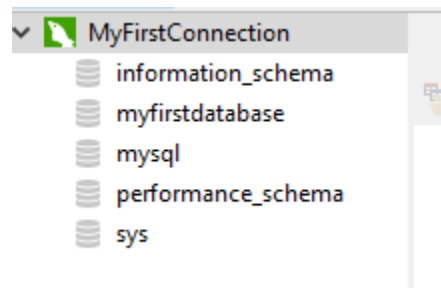 MyFirstConnection
information_schema
myfirstdatabase
mysql
performance_schema
sys